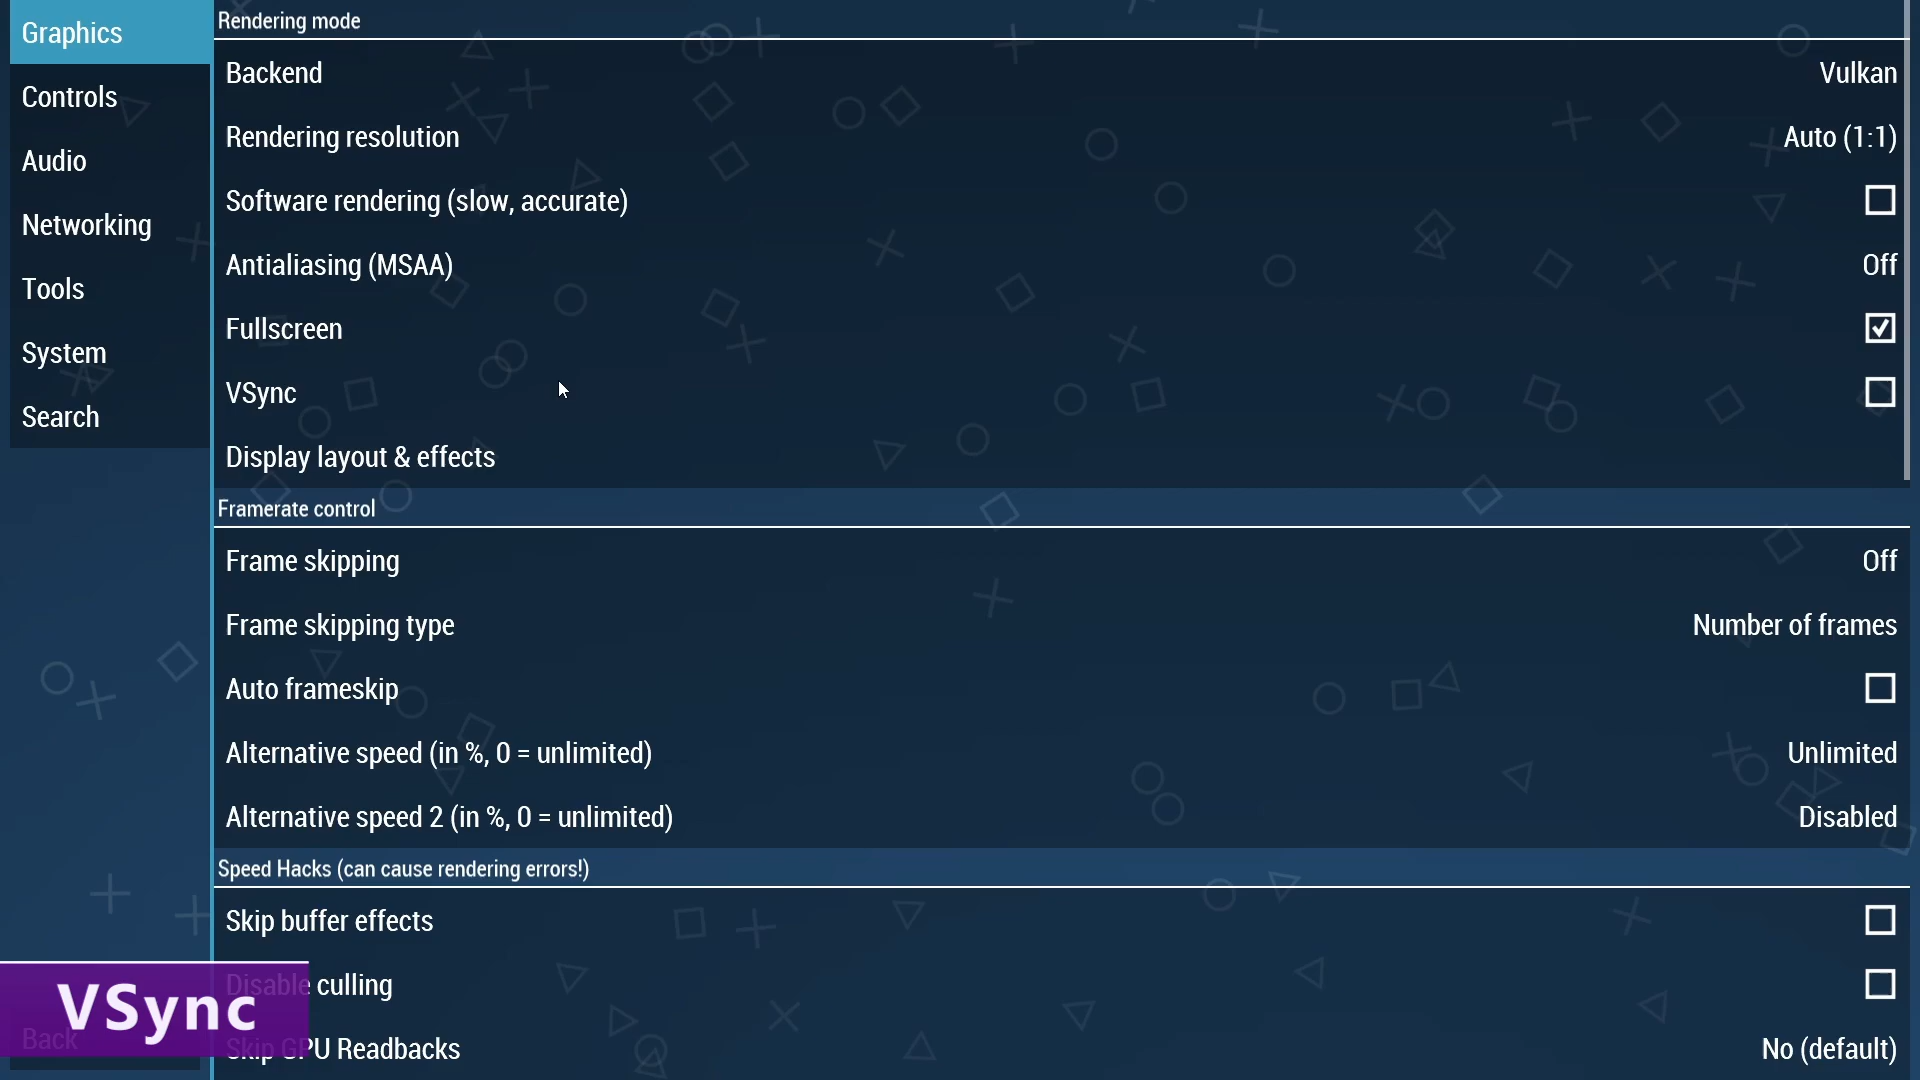 Graphics
Controls
Audio
Networking
Tools
System
Search
Rendering mode
Backend Vulkan
Rendering resolution Auto (1:1)
Software rendering (slow, accurate)
Antialiasing (MSAA) Off
Fullscreen
VSync
Display layout & effects
Framerate control
Frame skipping Off
Frame skipping type Number of frames
Auto frameskip
Alternative speed (in %, 0 = unlimited) Unlimited
Alternative speed 2 (in %, 0 = unlimited) Disabled
Speed Hacks (can cause rendering errors!)
Skip buffer effects
Disable culling
Skip GPU Readbacks No (default)
VSync
Back